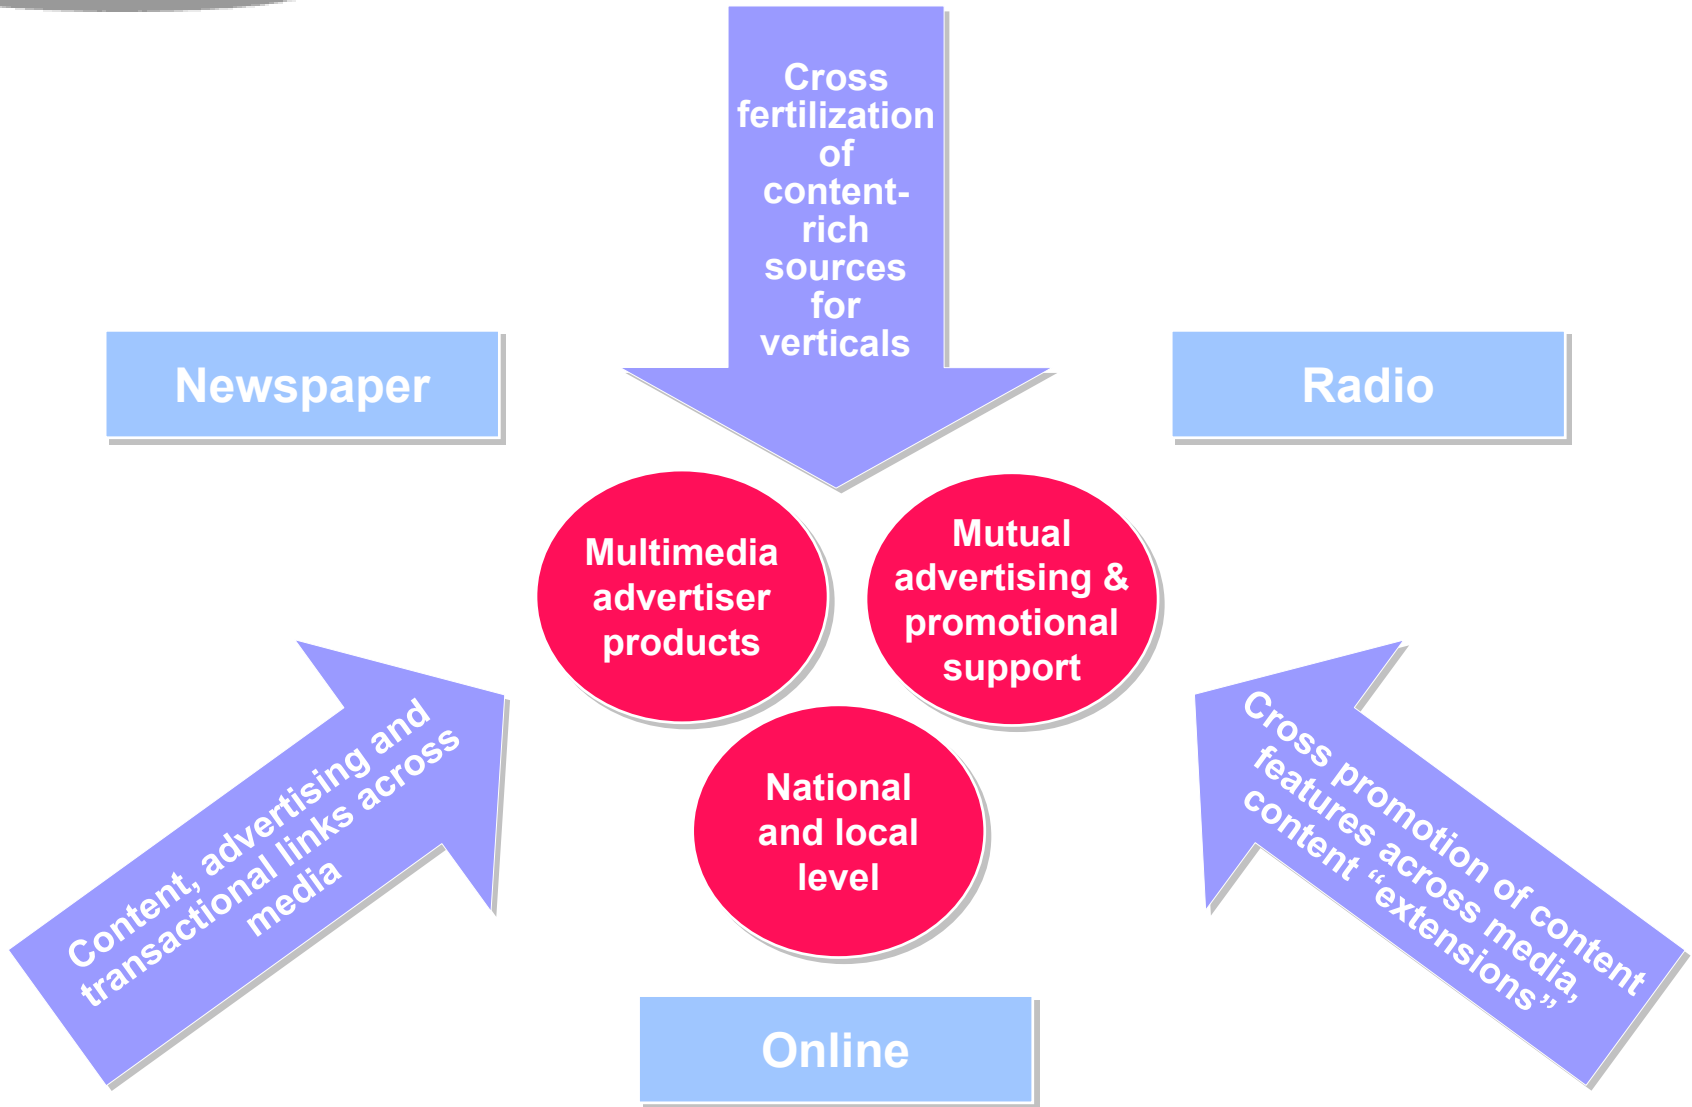 Cross
fertilization
of
content-
rich
sources
for
verticals
Newspaper
Radio
Multimedia
advertiser
products
Mutual
advertising &
promotional
support
National
and local
level
Content, advertising and
transactional links across
media
Cross promotion of content
features across media,
content “extensions”
Online